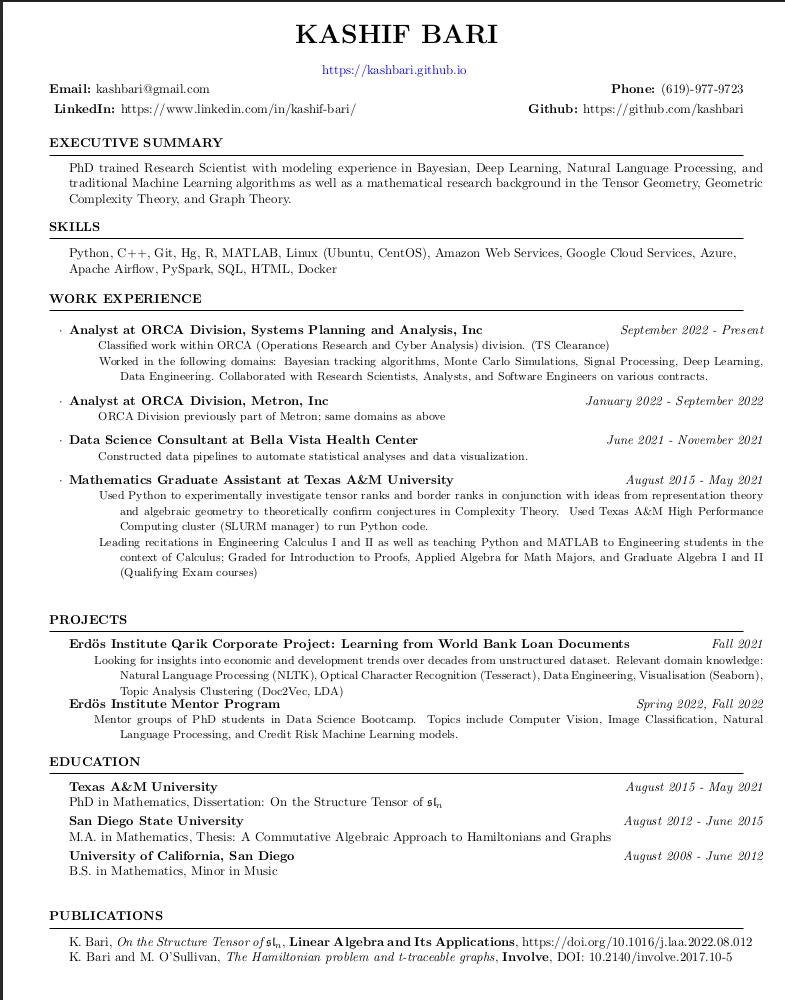 KASHIF BARI
https://kashbari.github.io
Email: kashbari@gmail.com Phone: (619)-977-9723
LinkedIn: https://www.linkedin.com/in/kashif-bari/ Github: https://github.com/kashbari
EXECUTIVE SUMMARY
PhD trained Research Scientist with modeling experience in Bayesian, Deep Learning, Natural Language Processing, and
traditional Machine Learning algorithms as well as a mathematical research background in the Tensor Geometry, Geometric
Complexity Theory, and Graph Theory.
SKILLS
Python, C++, Git, Hg, R, MATLAB, Linux (Ubuntu, CentOS), Amazon Web Services, Google Cloud Services, Azure,
Apache Airflow, PySpark, SQL, HTML, Docker
WORK EXPERIENCE
· Analyst at ORCA Division, Systems Planning and Analysis, Inc September 2022 - Present
Classified work within ORCA (Operations Research and Cyber Analysis) division. (TS Clearance)
Worked in the following domains: Bayesian tracking algorithms, Monte Carlo Simulations, Signal Processing, Deep Learning,
Data Engineering. Collaborated with Research Scientists, Analysts, and Software Engineers on various contracts.
· Analyst at ORCA Division, Metron, Inc January 2022 - September 2022
ORCA Division previously part of Metron; same domains as above
· Data Science Consultant at Bella Vista Health Center June 2021 - November 2021
Constructed data pipelines to automate statistical analyses and data visualization.
· Mathematics Graduate Assistant at Texas A&M University August 2015 - May 2021
Used Python to experimentally investigate tensor ranks and border ranks in conjunction with ideas from representation theory
and algebraic geometry to theoretically confirm conjectures in Complexity Theory. Used Texas A&M High Performance
Computing cluster (SLURM manager) to run Python code.
Leading recitations in Engineering Calculus I and II as well as teaching Python and MATLAB to Engineering students in the
context of Calculus; Graded for Introduction to Proofs, Applied Algebra for Math Majors, and Graduate Algebra I and II
(Qualifying Exam courses)
PROJECTS
Erdös Institute Qarik Corporate Project: Learning from World Bank Loan Documents Fall 2021
Looking for insights into economic and development trends over decades from unstructured dataset. Relevant domain knowledge:
Natural Language Processing (NLTK), Optical Character Recognition (Tesseract), Data Engineering, Visualisation (Seaborn),
Topic Analysis Clustering (Doc2Vec, LDA)
Erdös Institute Mentor Program Spring 2022, Fall 2022
Mentor groups of PhD students in Data Science Bootcamp. Topics include Computer Vision, Image Classification, Natural
Language Processing, and Credit Risk Machine Learning models.
EDUCATION
Texas A&M University August 2015 - May 2021
PhD in Mathematics, Dissertation: On the Structure Tensor of 𝔰𝔩ₙ
San Diego State University August 2012 - June 2015
M.A. in Mathematics, Thesis: A Commutative Algebraic Approach to Hamiltonians and Graphs
University of California, San Diego August 2008 - June 2012
B.S. in Mathematics, Minor in Music
PUBLICATIONS
K. Bari, On the Structure Tensor of 𝔰𝔩ₙ, Linear Algebra and Its Applications, https://doi.org/10.1016/j.laa.2022.08.012
K. Bari and M. O'Sullivan, The Hamiltonian problem and t-traceable graphs, Involve, DOI: 10.2140/involve.2017.10-5